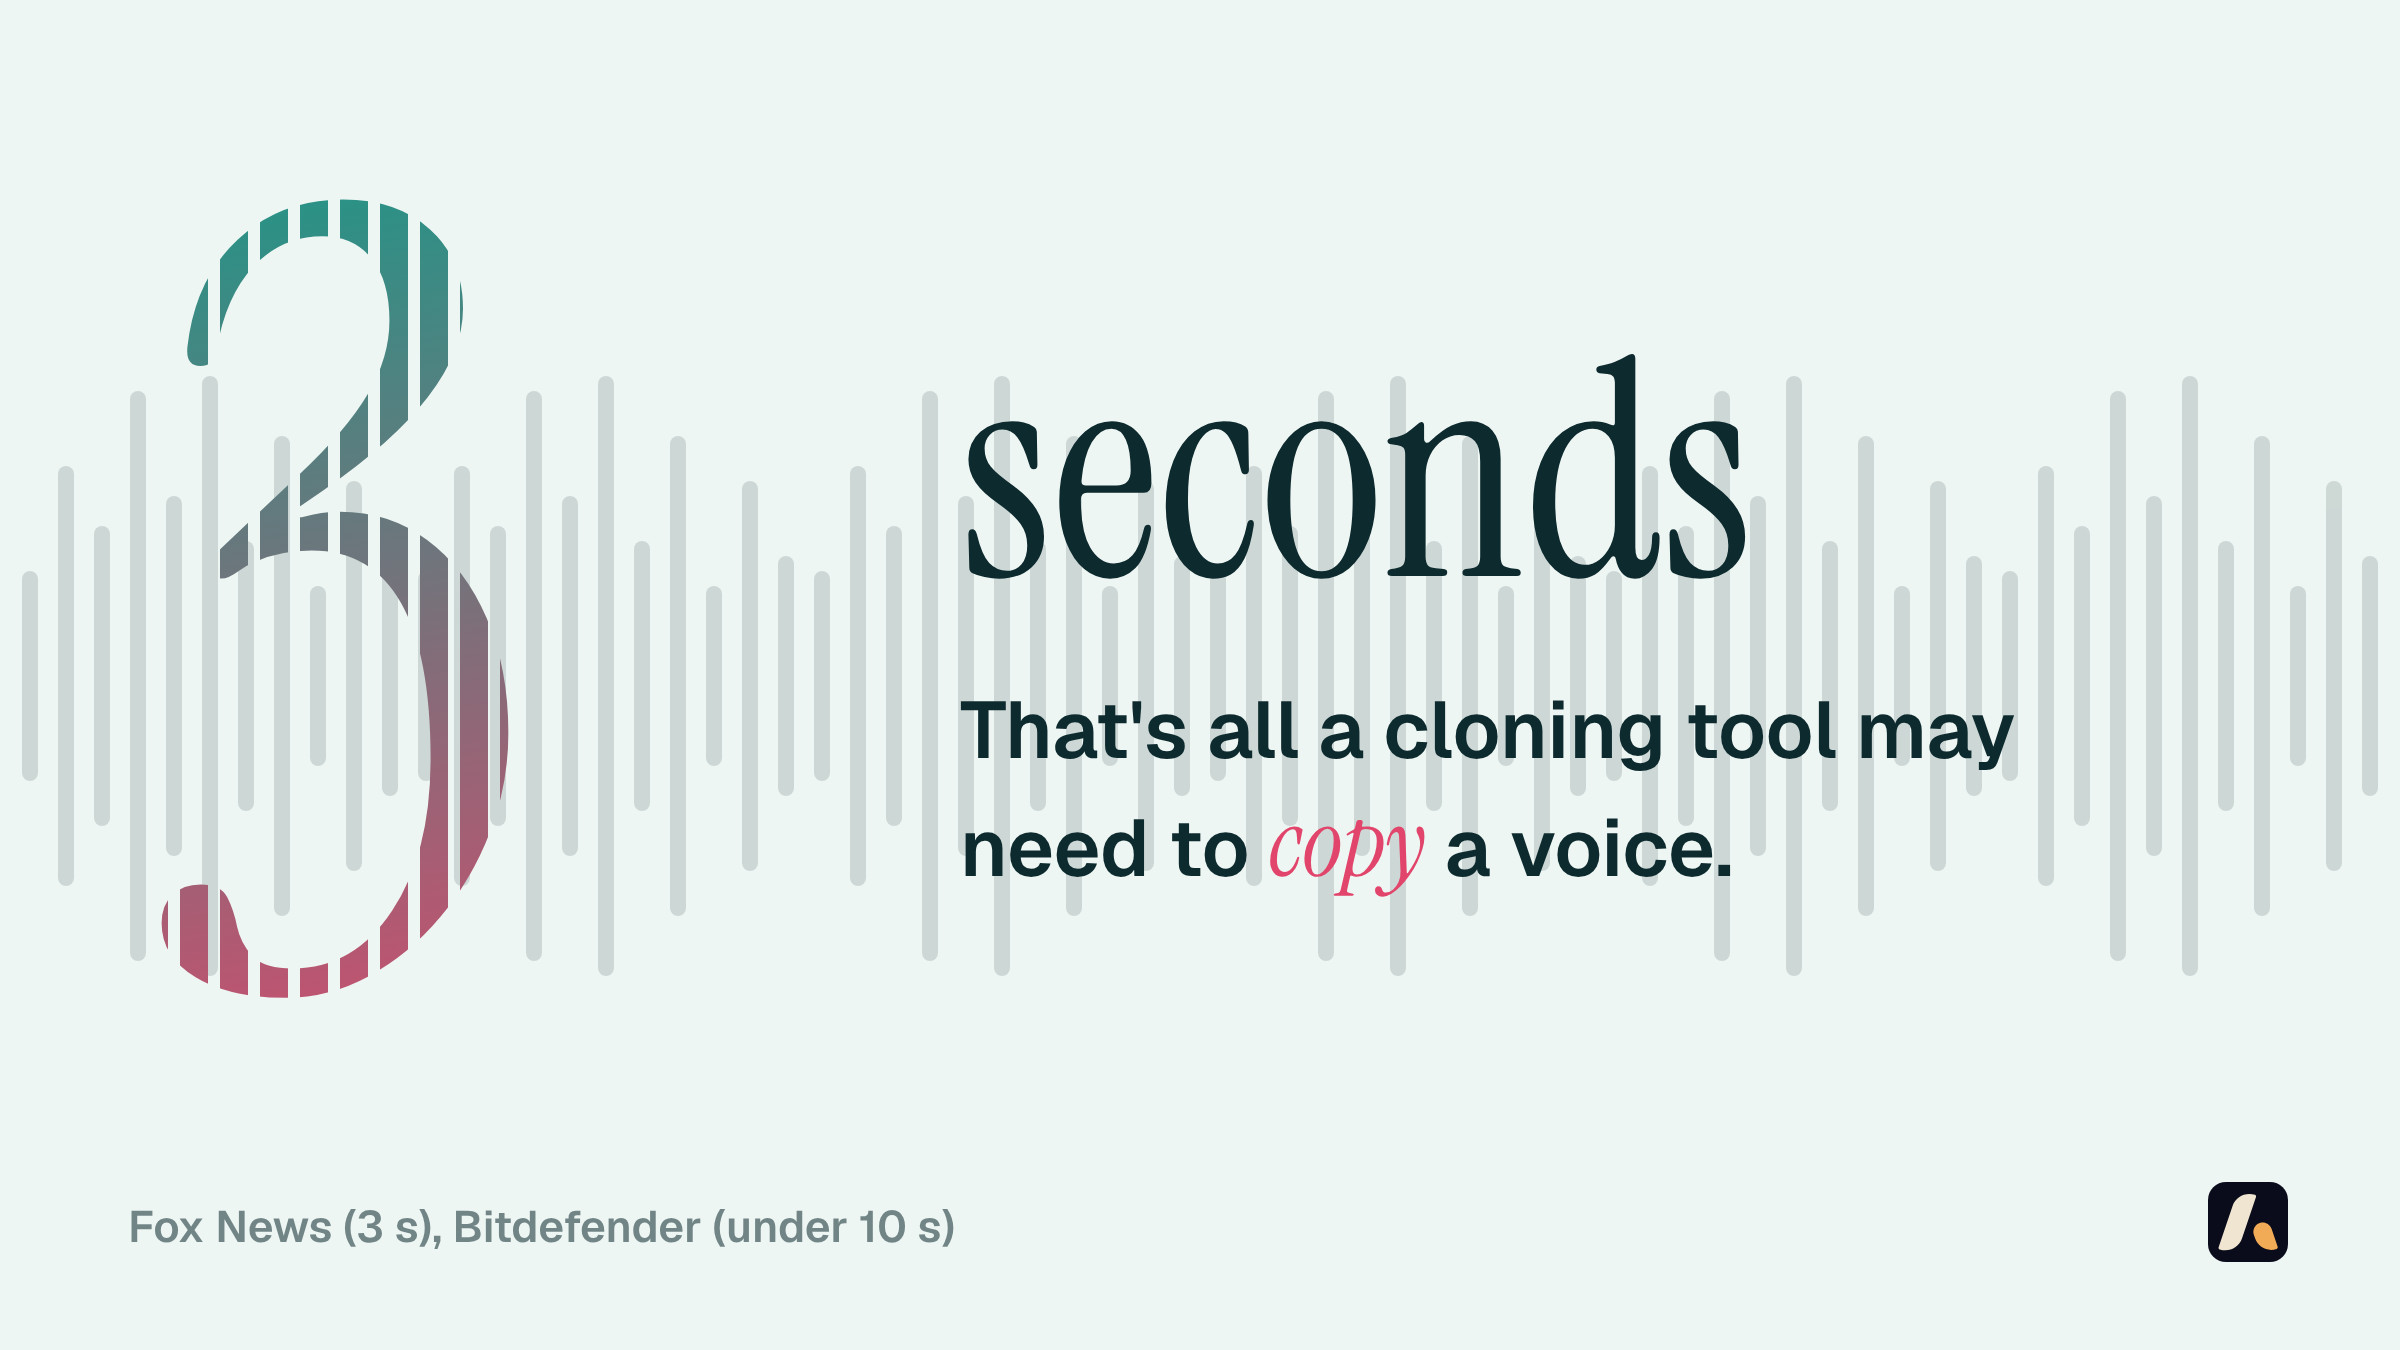 3
seconds
That's all a cloning tool may
need to copy a voice.
Fox News (3 s), Bitdefender (under 10 s)